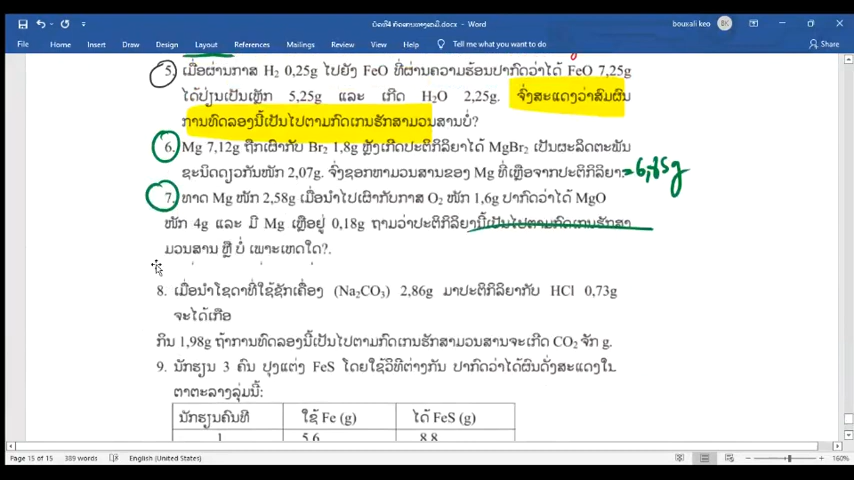 ບົດທີ4 ກົດເກນທາງເຄມີ.docx - Word
bouxali keo
BK
File Home Insert Draw Design Layout References Mailings Review View Help Tell me what you want to do Share
5. ເມື່ອຜ່ານກາສ H2 0,25g ໄປຍັງ FeO ທີ່ຜ່ານຄວາມຮ້ອນປາກົດວ່າໄດ້ FeO 7,25g
ໄດ້ປ່ຽນເປັນເຫຼັກ 5,25g ແລະ ເກີດ H2O 2,25g. ຈົ່ງສະແດງວ່າສົມຜົນ
ການທົດລອງນີ້ເປັນໄປຕາມກົດເກນຮັກສາມວນສານບໍ່?
6. Mg 7,12g ຖືກເຜົາກັບ Br2 1,8g ຫຼັງເກີດປະຕິກິລິຍາໄດ້ MgBr2 ເປັນຜະລິດຕະພັນ
ຊະນິດດຽວກັນໜັກ 2,07g. ຈົ່ງຊອກຫາມວນສານຂອງ Mg ທີ່ເຫຼືອຈາກປະຕິກິລິຍາ. = 6,85g
7. ທາດ Mg ໜັກ 2,58g ເມື່ອນຳໄປເຜົາກັບກາສ O2 ໜັກ 1,6g ປາກົດວ່າໄດ້ MgO
ໜັກ 4g ແລະ ມີ Mg ເຫຼືອຢູ່ 0,18g ຖາມວ່າປະຕິກິລິຍານີ້ເປັນໄປຕາມກົດເກນຮັກສາ
ມວນສານ ຫຼື ບໍ່ ເພາະເຫດໃດ?.
8. ເມື່ອນຳໂຊດາທີ່ໃຊ້ຊັກເຄື່ອງ (Na2CO3) 2,86g ມາປະຕິກິລິຍາກັບ HCl 0,73g
ຈະໄດ້ເກືອ
ກິນ 1,98g ຖ້າການທົດລອງນີ້ເປັນໄປຕາມກົດເກນຮັກສາມວນສານຈະເກີດ CO2 ຈັກ g.
9. ນັກຮຽນ 3 ຄົນ ປຸງແຕ່ງ FeS ໂດຍໃຊ້ວິທີຕ່າງກັນ ປາກົດວ່າໄດ້ຜົນດັ່ງສະແດງໃນ
ຕາຕະລາງລຸ່ມນີ້:
ນັກຮຽນຄົນທີ ໃຊ້ Fe (g) ໄດ້ FeS (g)
1 5,6 8,8
Page 15 of 15 389 words English (United States) 160%